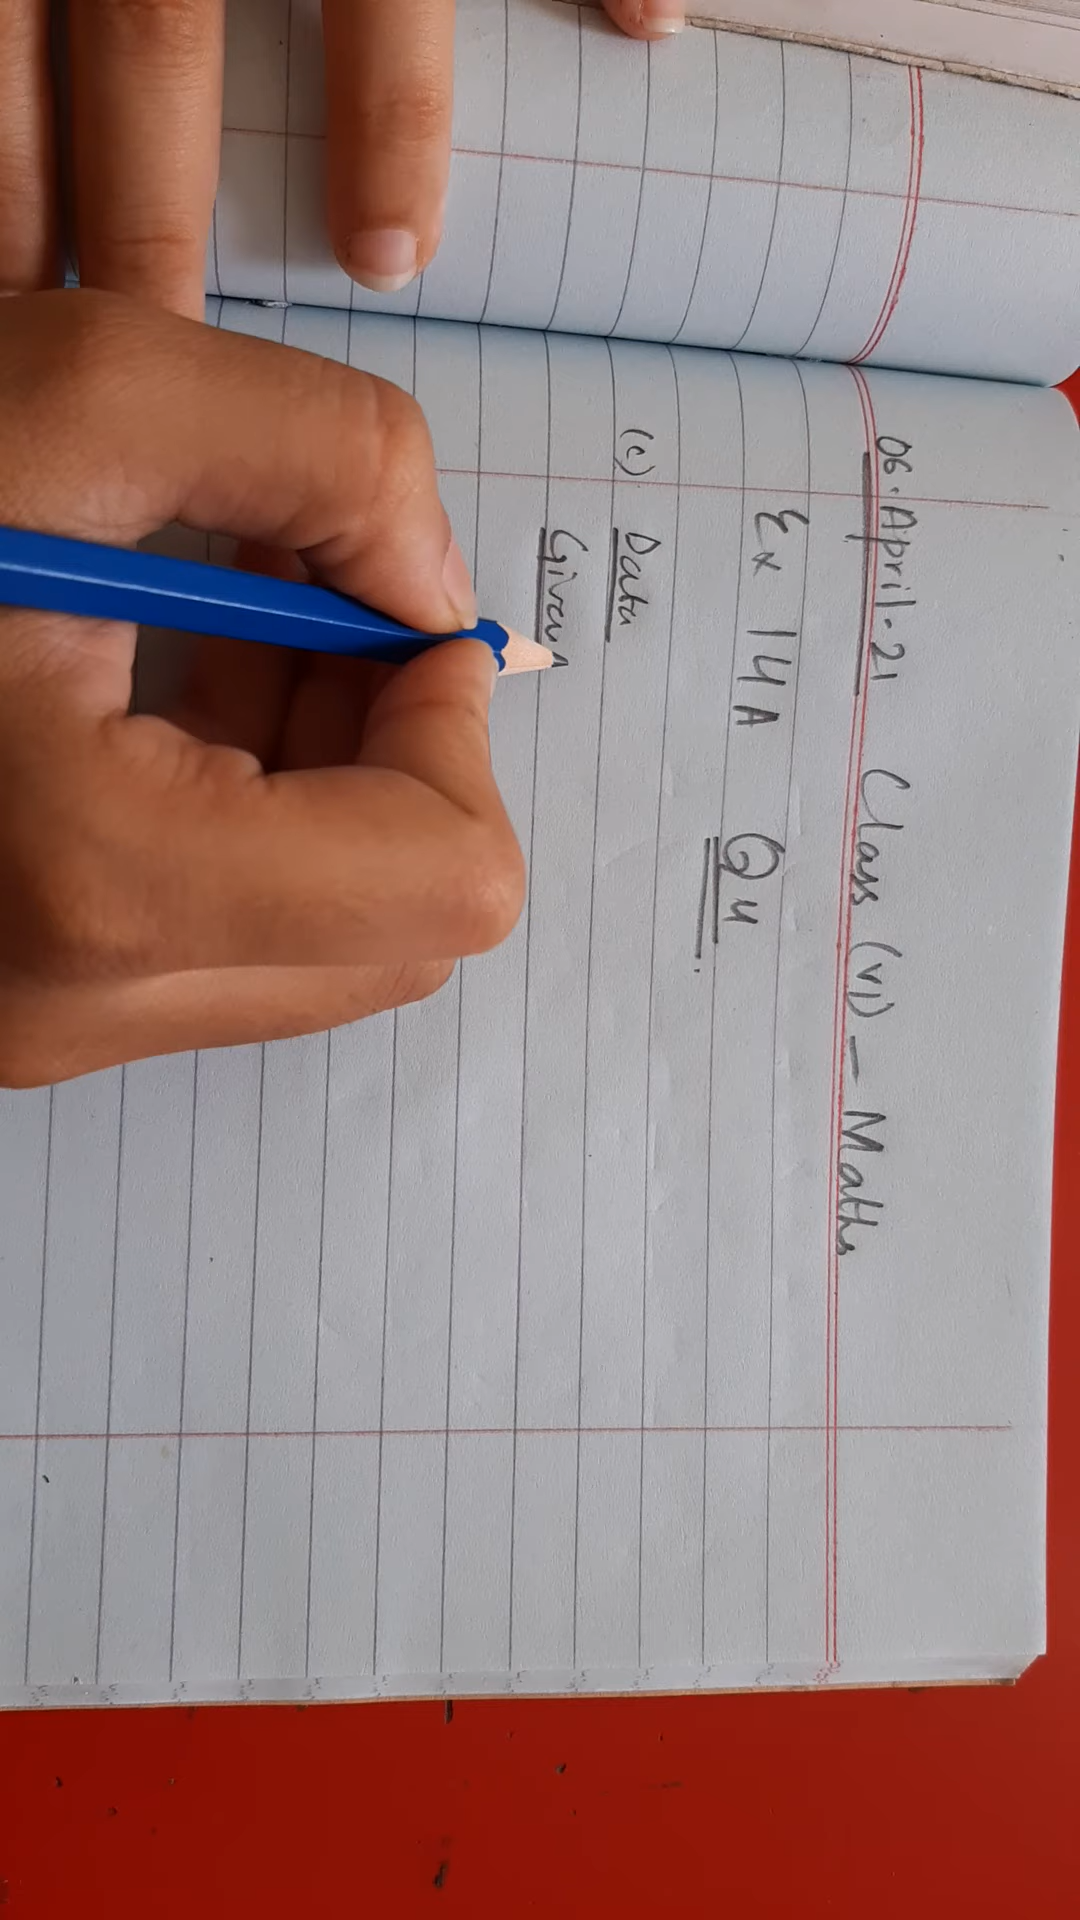 06.April.21 Class (VI) - Maths
Ex 14A Q4
(c) Data
Given